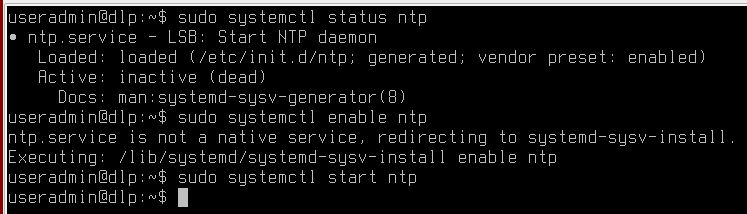 useradmin@dlp:~$ sudo systemctl status ntp
● ntp.service - LSB: Start NTP daemon
Loaded: loaded (/etc/init.d/ntp; generated; vendor preset: enabled)
Active: inactive (dead)
Docs: man:systemd-sysv-generator(8)
useradmin@dlp:~$ sudo systemctl enable ntp
ntp.service is not a native service, redirecting to systemd-sysv-install.
Executing: /lib/systemd/systemd-sysv-install enable ntp
useradmin@dlp:~$ sudo systemctl start ntp
useradmin@dlp:~$